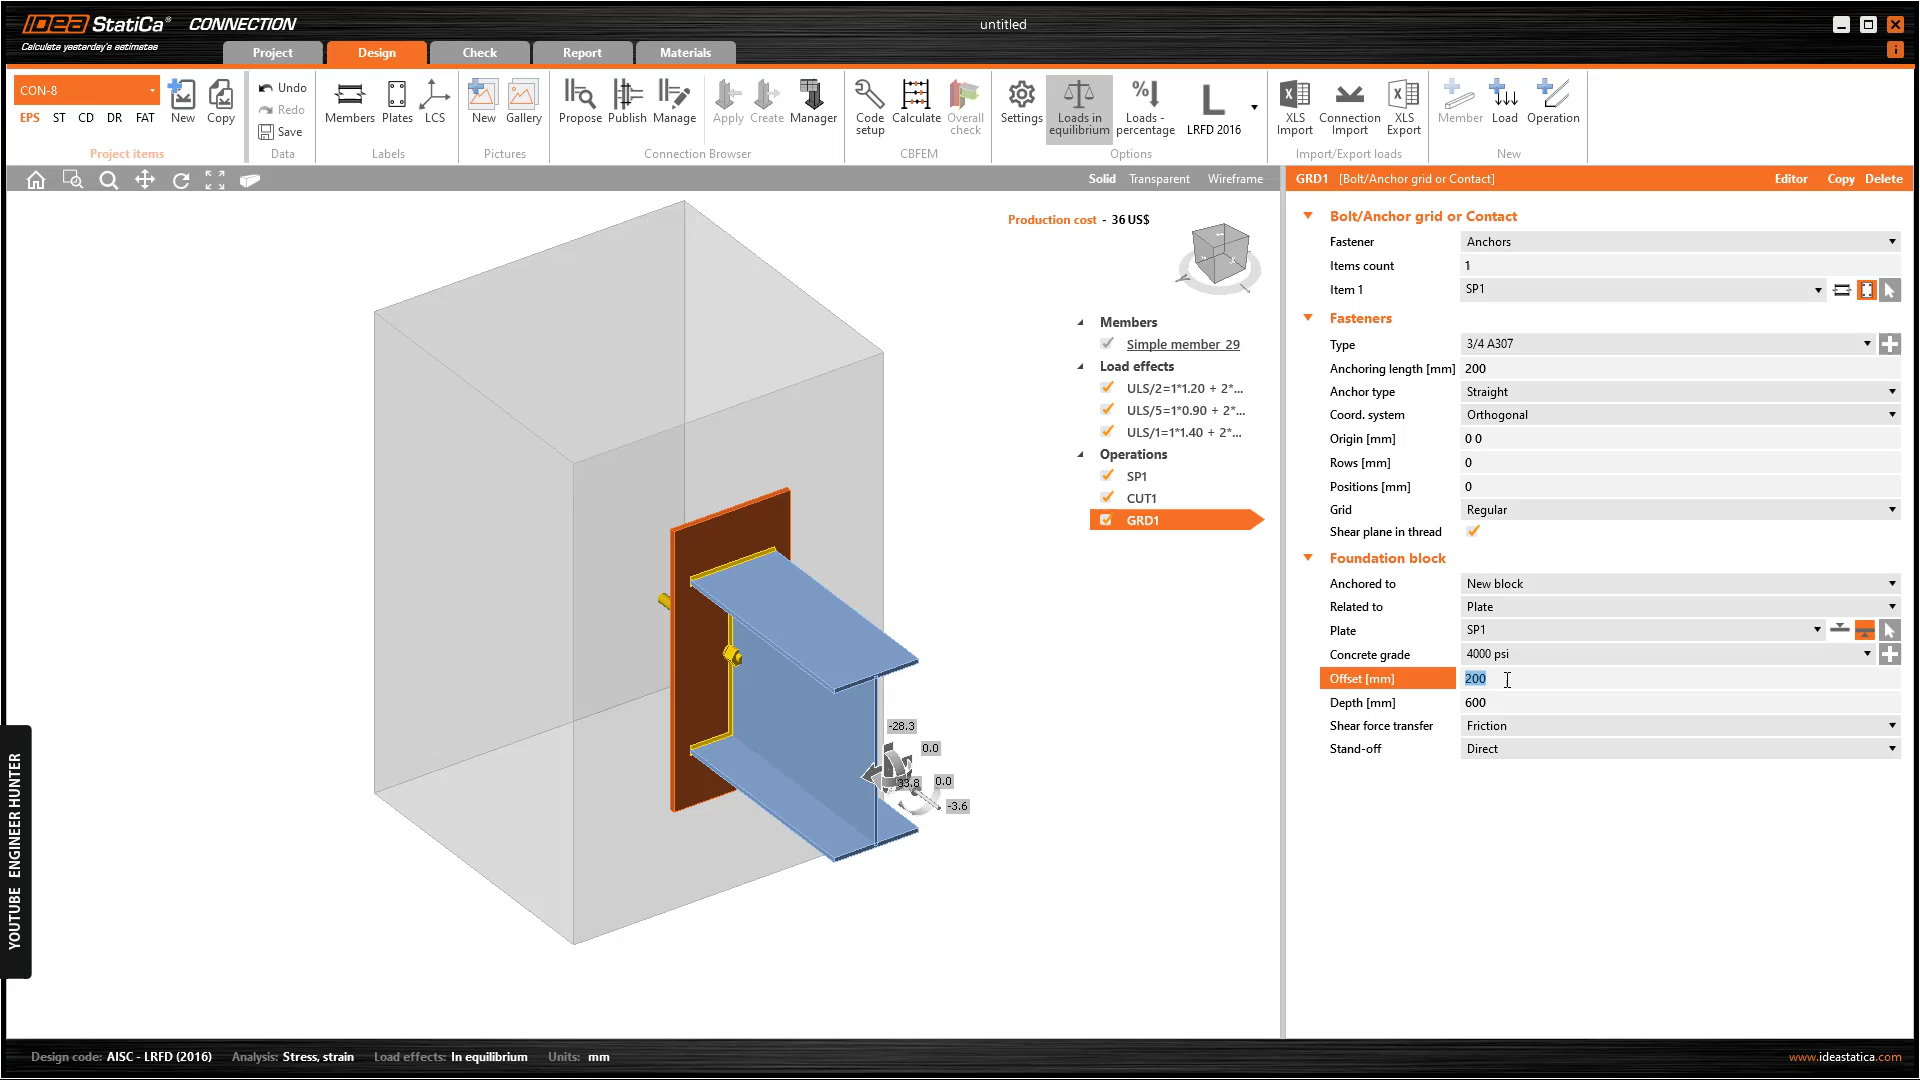 IDEA StatiCa® CONNECTION
Calculate yesterday's estimates
untitled
Project
Design
Check
Report
Materials
CON-8
EPS ST CD DR FAT
New
Copy
Project items
Undo
Redo
Save
Data
Members
Plates
LCS
Labels
New
Gallery
Pictures
Propose
Publish
Manage
Apply
Create
Manager
Connection Browser
Code setup
Calculate
Overall check
CBFEM
Settings
Loads in equilibrium
Loads - percentage
LRFD 2016
Options
XLS Import
Connection Import
XLS Export
Import/Export loads
Member
Load
Operation
New
Solid Transparent Wireframe
GRD1 [Bolt/Anchor grid or Contact]
Editor Copy Delete
Production cost - 36 US$
Members
Simple member 29
Load effects
ULS/2=1*1.20 + 2*...
ULS/5=1*0.90 + 2*...
ULS/1=1*1.40 + 2*...
Operations
SP1
CUT1
GRD1
-28.3
0.0
33.8
0.0
-3.6
Bolt/Anchor grid or Contact
Fastener Anchors
Items count 1
Item 1 SP1
Fasteners
Type 3/4 A307
Anchoring length [mm] 200
Anchor type Straight
Coord. system Orthogonal
Origin [mm] 0 0
Rows [mm] 0
Positions [mm] 0
Grid Regular
Shear plane in thread
Foundation block
Anchored to New block
Related to Plate
Plate SP1
Concrete grade 4000 psi
Offset [mm] 200
Depth [mm] 600
Shear force transfer Friction
Stand-off Direct
YOUTUBE ENGINEER HUNTER
Design code: AISC - LRFD (2016) Analysis: Stress, strain Load effects: In equilibrium Units: mm
www.ideastatica.com